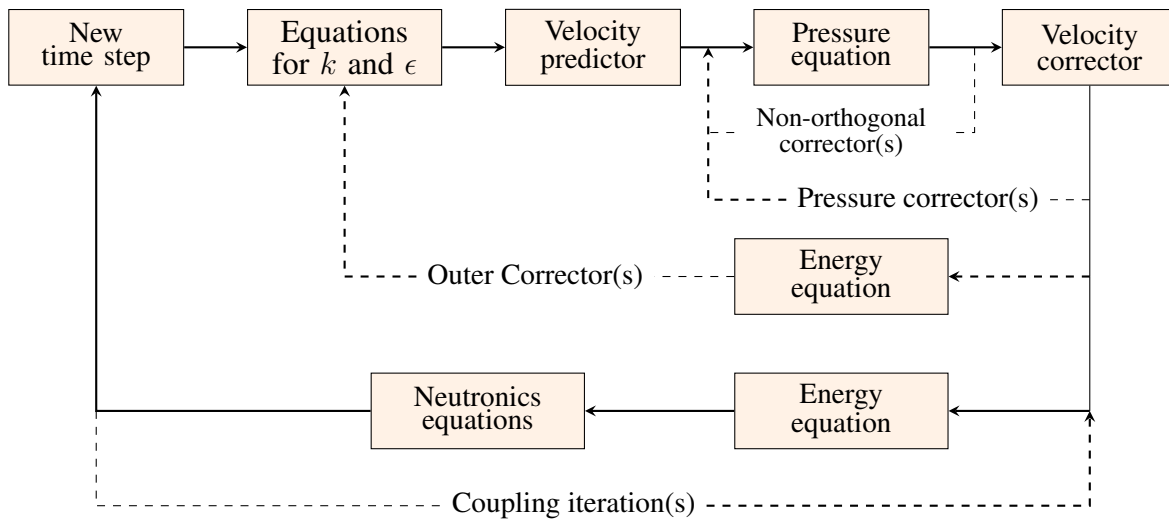 New
time step
Equations
for k and ϵ
Velocity
predictor
Pressure
equation
Velocity
corrector
Non-orthogonal
corrector(s)
Pressure corrector(s)
Outer Corrector(s)
Energy
equation
Neutronics
equations
Energy
equation
Coupling iteration(s)